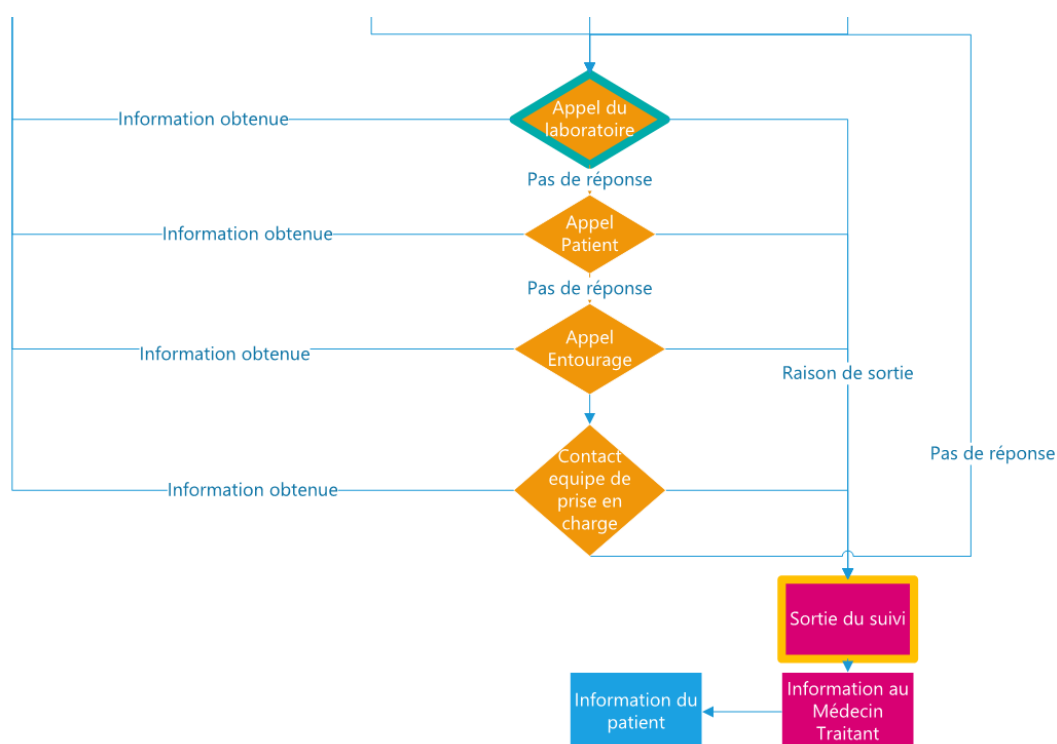 Appel du
laboratoire
Information obtenue
Pas de réponse
Appel
Patient
Information obtenue
Pas de réponse
Appel
Entourage
Information obtenue
Raison de sortie
Pas de réponse
Contact
equipe de
prise en
charge
Information obtenue
Sortie du suivi
Information au
Médecin
Traitant
Information du
patient